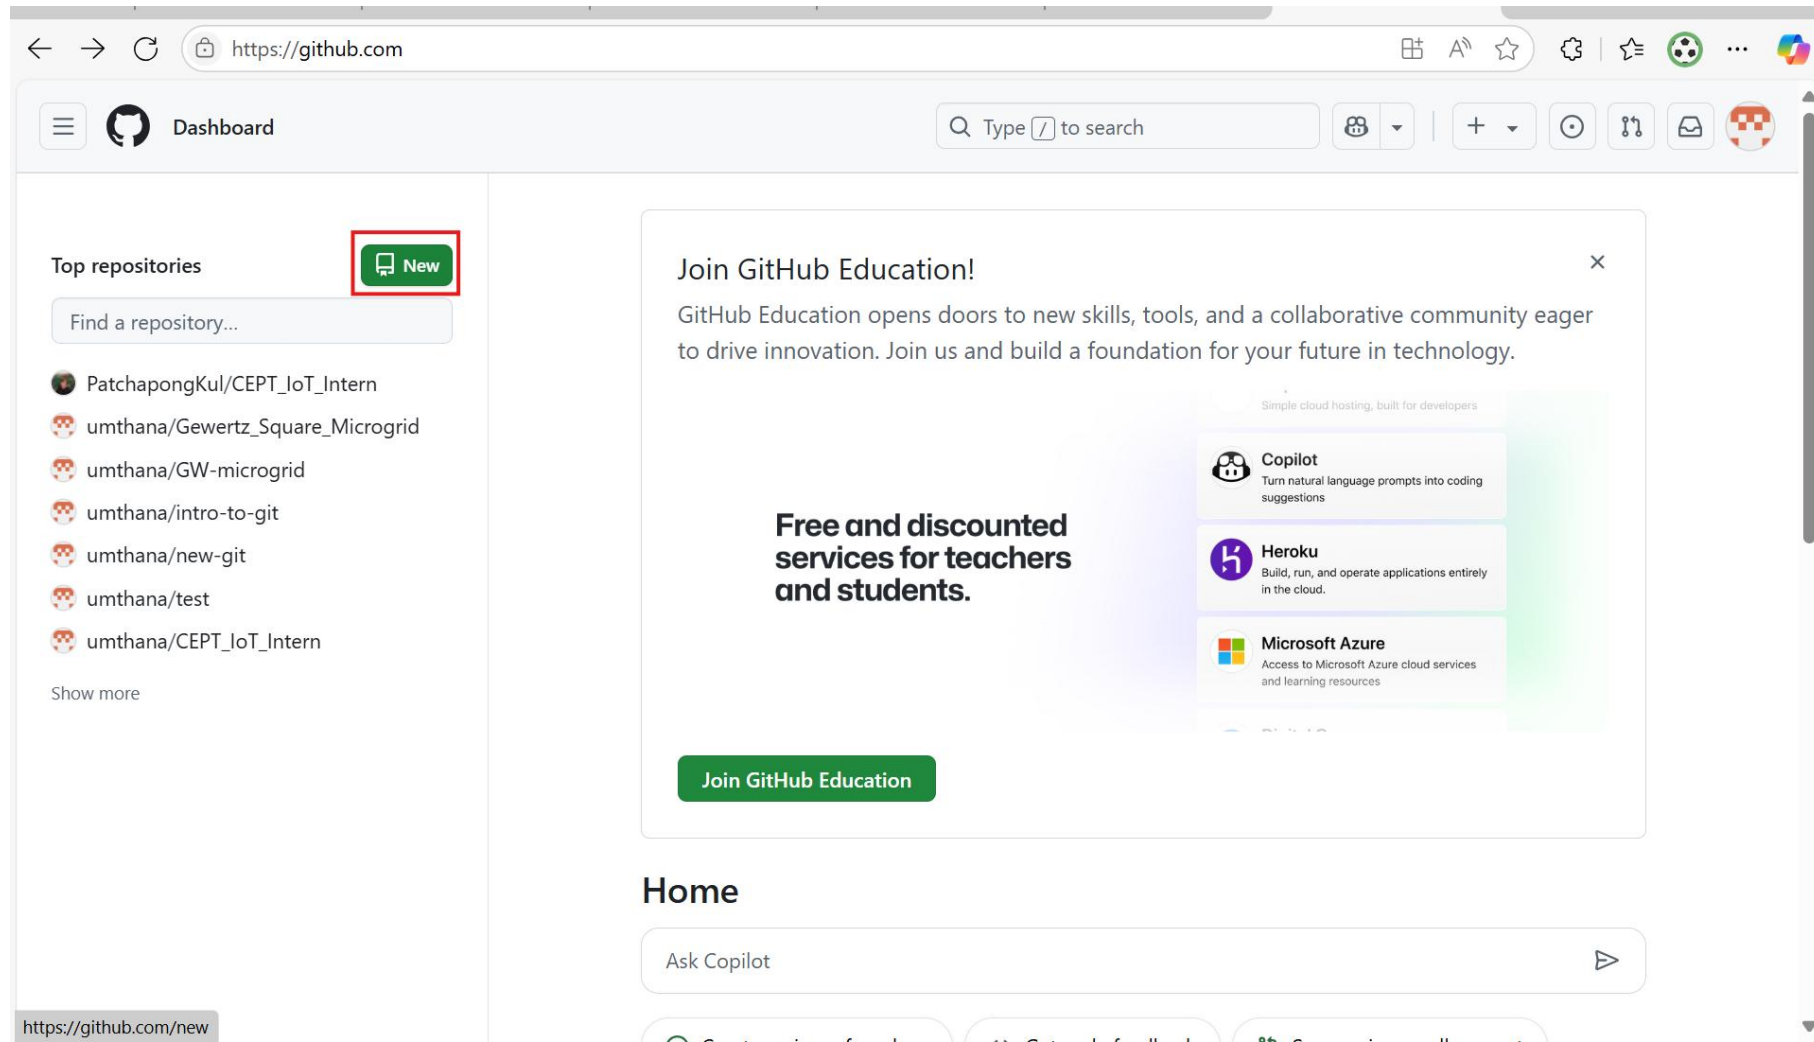 https://github.com
Dashboard
Type / to search
Top repositories
New
Find a repository...
PatchapongKul/CEPT_IoT_Intern
umthana/Gewertz_Square_Microgrid
umthana/GW-microgrid
umthana/intro-to-git
umthana/new-git
umthana/test
umthana/CEPT_IoT_Intern
Show more
Join GitHub Education!
GitHub Education opens doors to new skills, tools, and a collaborative community eager
to drive innovation. Join us and build a foundation for your future in technology.
Free and discounted
services for teachers
and students.
Simple cloud hosting, built for developers
Copilot
Turn natural language prompts into coding
suggestions
Heroku
Build, run, and operate applications entirely
in the cloud.
Microsoft Azure
Access to Microsoft Azure cloud services
and learning resources
Join GitHub Education
Home
Ask Copilot
https://github.com/new